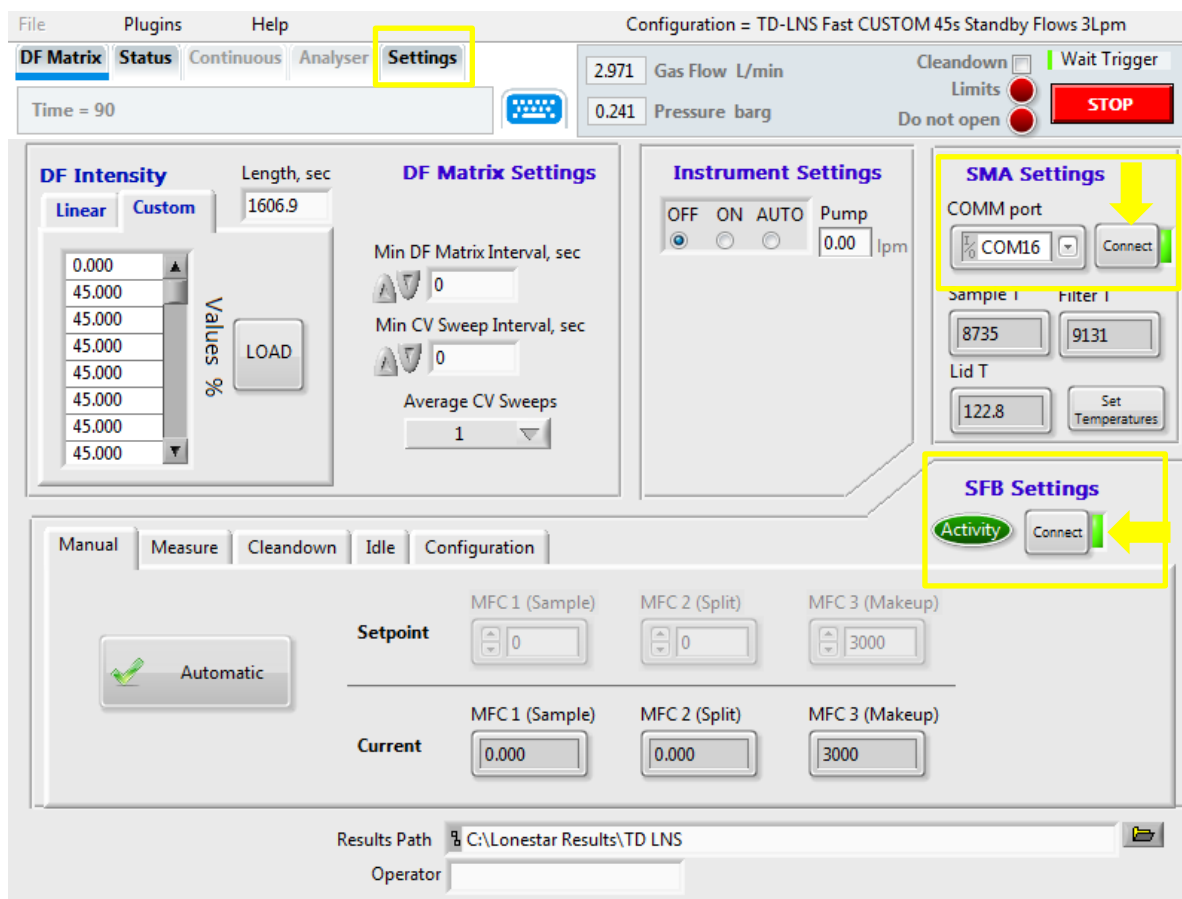 File Plugins Help Configuration = TD-LNS Fast CUSTOM 45s Standby Flows 3Lpm
DF Matrix Status Continuous Analyser Settings
Time = 90
2.971 Gas Flow L/min
0.241 Pressure barg
Cleandown
Limits
Do not open
Wait Trigger
STOP
DF Intensity
Linear Custom
Length, sec
1606.9
0.000
45.000
45.000
45.000
45.000
45.000
45.000
45.000
Values %
LOAD
DF Matrix Settings
Min DF Matrix Interval, sec
0
Min CV Sweep Interval, sec
0
Average CV Sweeps
1
Instrument Settings
OFF ON AUTO Pump
0.00 lpm
SMA Settings
COMM port
COM16 Connect
Sample T Filter T
8735 9131
Lid T
122.8 Set
Temperatures
SFB Settings
Activity Connect
Manual Measure Cleandown Idle Configuration
MFC 1 (Sample) MFC 2 (Split) MFC 3 (Makeup)
Setpoint 0 0 3000
Automatic
MFC 1 (Sample) MFC 2 (Split) MFC 3 (Makeup)
Current 0.000 0.000 3000
Results Path C:\Lonestar Results\TD LNS
Operator